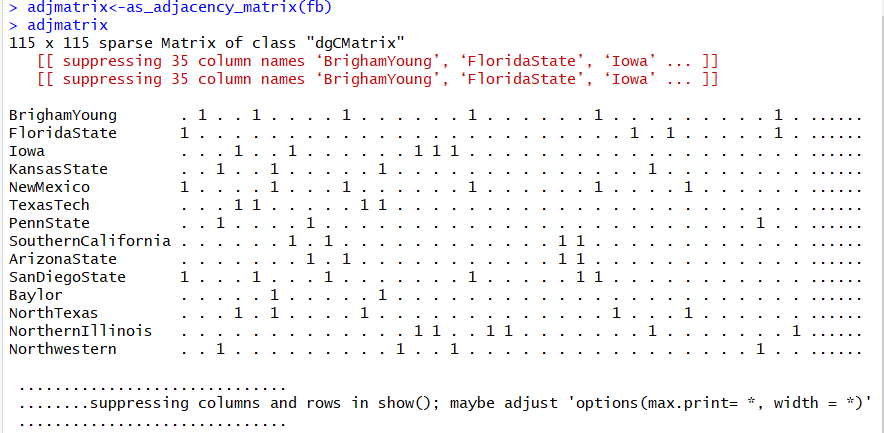 > adjmatrix<-as_adjacency_matrix(fb)
> adjmatrix
115 x 115 sparse Matrix of class "dgCMatrix"
   [[ suppressing 35 column names ‘BrighamYoung’, ‘FloridaState’, ‘Iowa’ ... ]]
   [[ suppressing 35 column names ‘BrighamYoung’, ‘FloridaState’, ‘Iowa’ ... ]]
BrighamYoung       . 1 . . 1 . . . . 1 . . . . . . 1 . . . . . . 1 . . . . . . . . . 1 . ......
FloridaState       1 . . . . . . . . . . . . . . . . . . . . . . . . 1 . 1 . . . . . 1 . ......
Iowa               . . . 1 . . 1 . . . . . . 1 1 1 . . . . . . . . . . . . . . . . . . . ......
KansasState        . . 1 . . 1 . . . . . 1 . . . . . . . . . . . . . . 1 . . . . . . . . ......
NewMexico          1 . . . . 1 . . . 1 . . . . . . 1 . . . . . . 1 . . . . 1 . . . . . . ......
TexasTech          . . . 1 1 . . . . . 1 1 . . . . . . . . . . . . . . . . . . . . . . . ......
PennState          . . 1 . . . . 1 . . . . . . . . . . . . . . . . . . . . . . . . 1 . . ......
SouthernCalifornia . . . . . . 1 . 1 . . . . . . . . . . . . 1 1 . . . . . . . . . . . . ......
ArizonaState       . . . . . . . 1 . 1 . . . . . . . . . . . 1 1 . . . . . . . . . . . . ......
SanDiegoState      1 . . . 1 . . . 1 . . . . . . . 1 . . . . . 1 1 . . . . . . . . . . . ......
Baylor             . . . . . 1 . . . . . 1 . . . . . . . . . . . . . . . . . . . . . . . ......
NorthTexas         . . . 1 . 1 . . . . 1 . . . . . . . . . . . . . 1 . . . 1 . . . . . . ......
NorthernIllinois   . . . . . . . . . . . . . 1 1 . . 1 1 . . . . . . . 1 . . . . . . . 1 ......
Northwestern       . . 1 . . . . . . . . . 1 . . 1 . . . . . . . . . . . . . . . . 1 . . ......
 ..............................
 ........suppressing columns and rows in show(); maybe adjust 'options(max.print= *, width = *)'
 ..............................